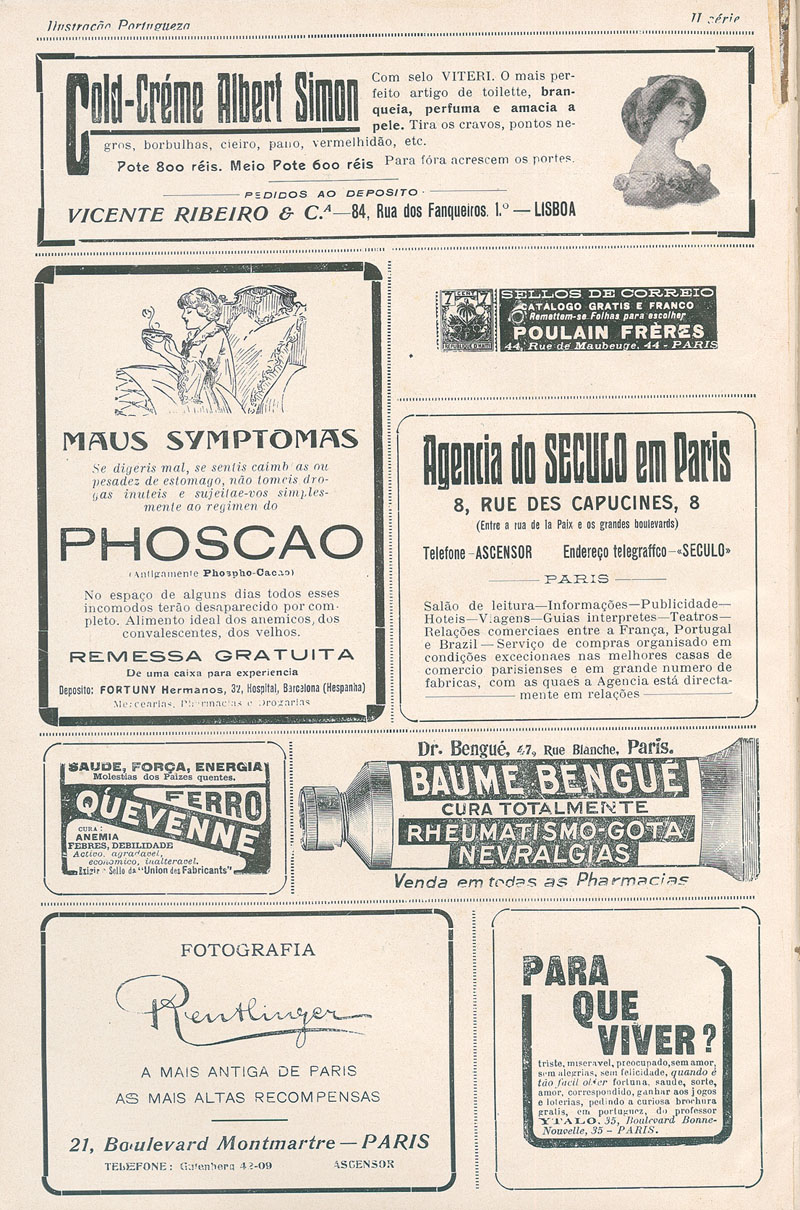 Ilustração Portugueza
II série
Cold-Créme Albert Simon
Com selo VITERI. O mais per-
feito artigo de toilette, bran-
queia, perfuma e amacia a
pele. Tira os cravos, pontos ne-
gros, borbulhas, cieiro, pano, vermelhidão, etc.
Pote 800 réis. Meio Pote 600 réis Para fóra acrescem os portes.
PEDIDOS AO DEPOSITO
VICENTE RIBEIRO & C.ᴬ—84, Rua dos Fanqueiros. 1.º — LISBOA
MAUS SYMPTOMAS
Se digeris mal, se sentis caimb as ou
pesadez de estomago, não tomeis dro-
gas inuteis e sujeitae-vos simples-
mente ao regimen do
PHOSCAO
(Antigamente Phospho-Cacao)
No espaço de alguns dias todos esses
incomodos terão desaparecido por com-
pleto. Alimento ideal dos anemicos, dos
convalescentes, dos velhos.
REMESSA GRATUITA
De uma caixa para experiencia
Deposito: FORTUNY Hermanos, 32, Hospital, Barcelona (Hespanha)
Mercearias, Pharmacias e Drogarias
7 CENT 7
REPUBLIQUE D'HAITI
SELLOS DE CORREIO
CATÁLOGO GRATIS E FRANCO
Remettem-se Folhas para escolher
POULAIN FRÈRES
44, Rue de Maubeuge. 44 - PARIS
Agencia do SECULO em Paris
8, RUE DES CAPUCINES, 8
(Entre a rua de la Paix e os grandes boulevards)
Telefone-ASCENSOR Endereço telegraffco-«SECULO»
PARIS
Salão de leitura—Informações—Publicidade—
Hoteis—Viagens—Guias interpretes—Teatros—
Relações comerciaes entre a França, Portugal
e Brazil—Serviço de compras organisado em
condições excecionaes nas melhores casas de
comercio parisienses e em grande numero de
fabricas, com as quaes a Agencia está directa-
mente em relações
SAUDE, FORÇA, ENERGIA
Molestias dos Paizes quentes.
FERRO
QUEVENNE
CURA:
ANEMIA
FEBRES, DEBILIDADE
Activo, agradavel,
economico, inalteravel.
Exigir o Sello da "Union des Fabricants"
Dr. Bengué, 47, Rue Blanche, Paris.
BAUME BENGUÉ
CURA TOTALMENTE
RHEUMATISMO-GOTA
NEVRALGIAS
Venda em todas as Pharmacias
FOTOGRAFIA
Reutlinger
A MAIS ANTIGA DE PARIS
AS MAIS ALTAS RECOMPENSAS
21, Boulevard Montmartre—PARIS
TELEFONE: Gutenberg 42-09 ASCENSOR
PARA
QUE
VIVER?
triste, miseravel, preocupado, sem amor,
sem alegrias, sem felicidade, quando é
tão facil obter fortuna, saude, sorte,
amor, correspondido, ganhar aos jogos
e loterias, pedindo a curiosa brochura
gratis, em portuguez, do professor
YTALO, 35, Boulevard Bonne-
Nouvelle, 35 - PARIS.